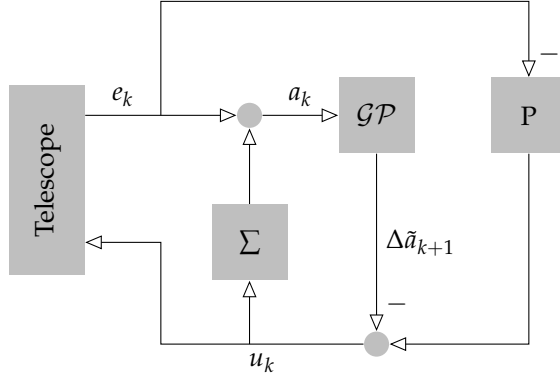 −
e_k
a_k
𝒢𝒫
P
Telescope
Σ
Δã_{k+1}
−
u_k